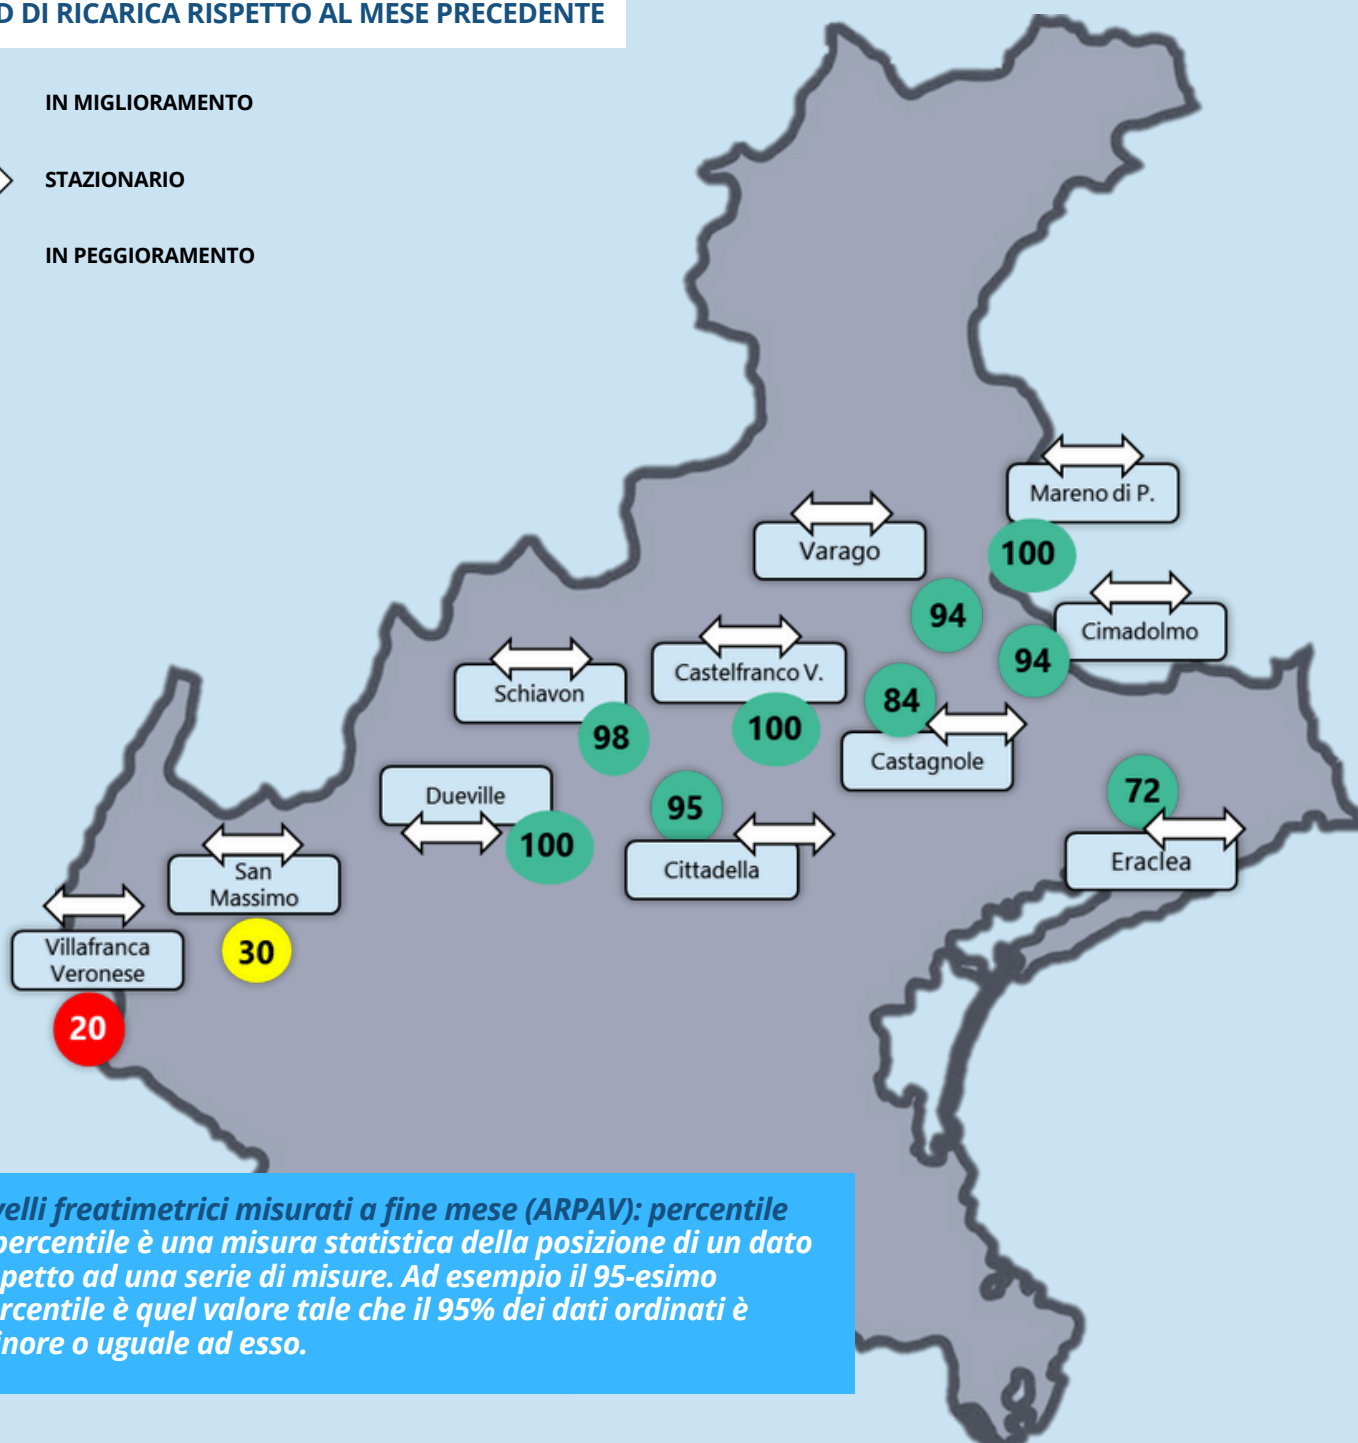 D DI RICARICA RISPETTO AL MESE PRECEDENTE
IN MIGLIORAMENTO
STAZIONARIO
IN PEGGIORAMENTO
Mareno di P.
100
Varago
94
Cimadolmo
94
Castelfranco V.
100
Schiavon
98
84
Castagnole
Dueville
100
95
Cittadella
72
Eraclea
San
Massimo
30
Villafranca
Veronese
20
velli freatimetrici misurati a fine mese (ARPAV): percentile
percentile è una misura statistica della posizione di un dato
petto ad una serie di misure. Ad esempio il 95-esimo
rcentile è quel valore tale che il 95% dei dati ordinati è
inore o uguale ad esso.